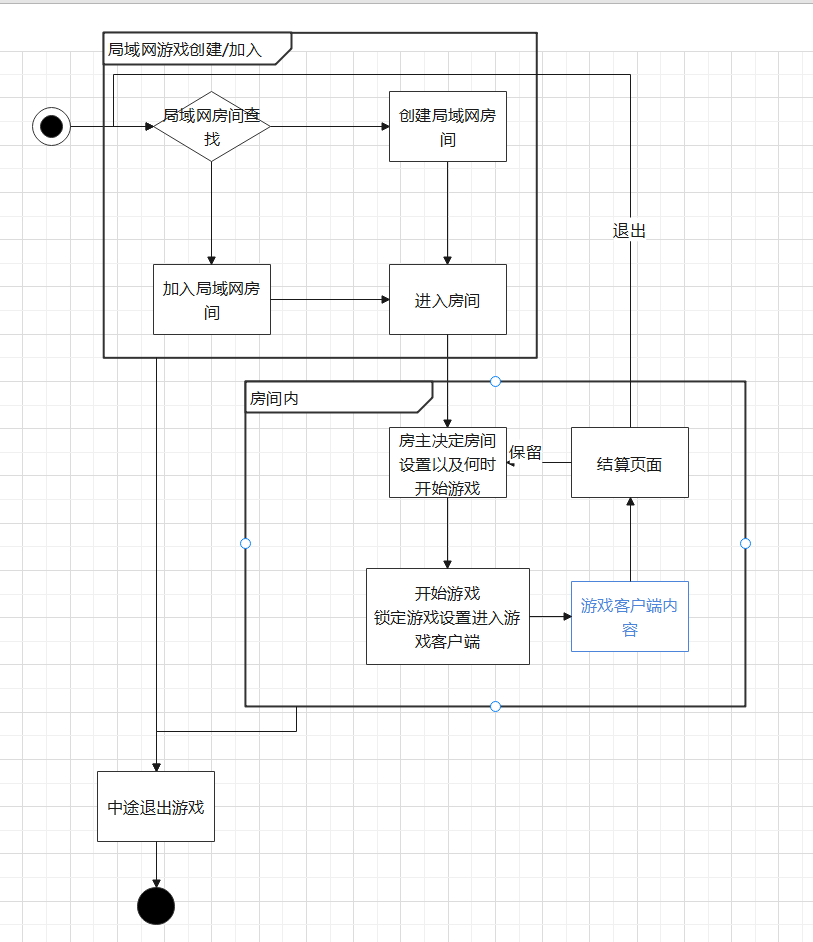 局域网游戏创建/加入
局域网房间查
找
创建局域网房
间
退出
加入局域网房
间
进入房间
房间内
房主决定房间
设置以及何时
开始游戏
保留
结算页面
开始游戏
锁定游戏设置进入游
戏客户端
游戏客户端内
容
中途退出游戏